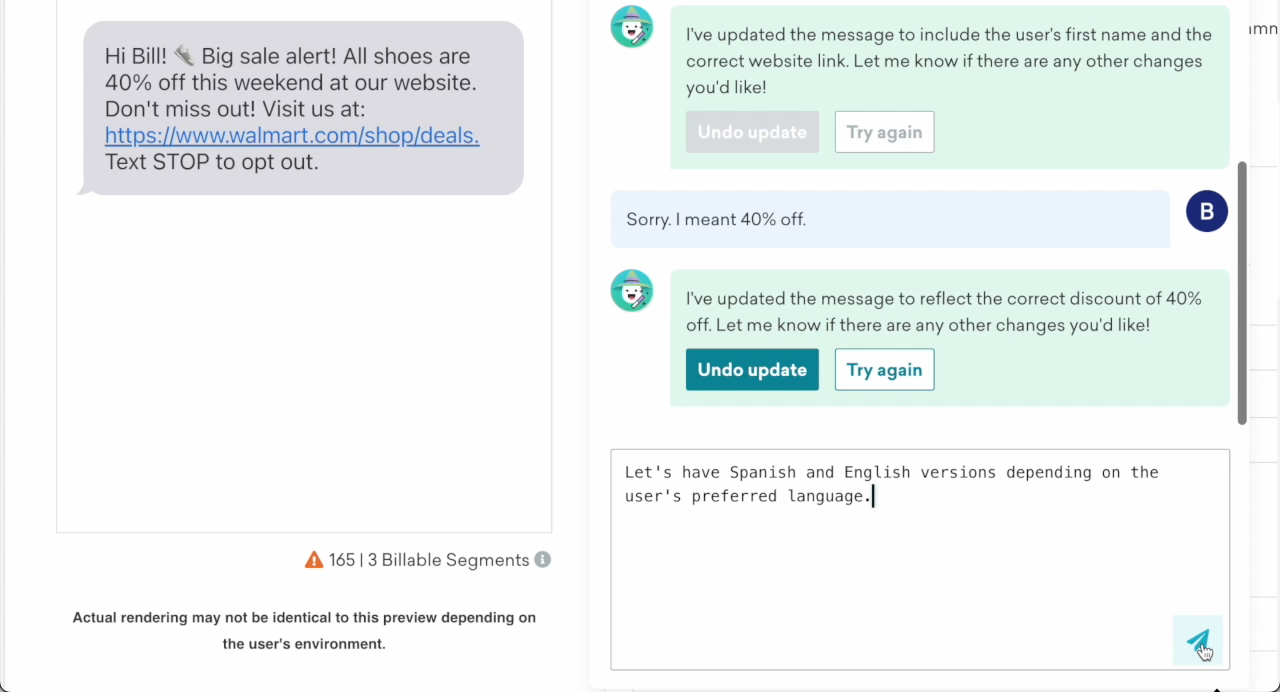 Hi Bill! 👟 Big sale alert! All shoes are
40% off this weekend at our website.
Don't miss out! Visit us at:
https://www.walmart.com/shop/deals.
Text STOP to opt out.
165 | 3 Billable Segments
Actual rendering may not be identical to this preview depending on
the user's environment.
I've updated the message to include the user's first name and the
correct website link. Let me know if there are any other changes
you'd like!
Undo update Try again
Sorry. I meant 40% off.
B
I've updated the message to reflect the correct discount of 40%
off. Let me know if there are any other changes you'd like!
Undo update Try again
Let's have Spanish and English versions depending on the
user's preferred language.